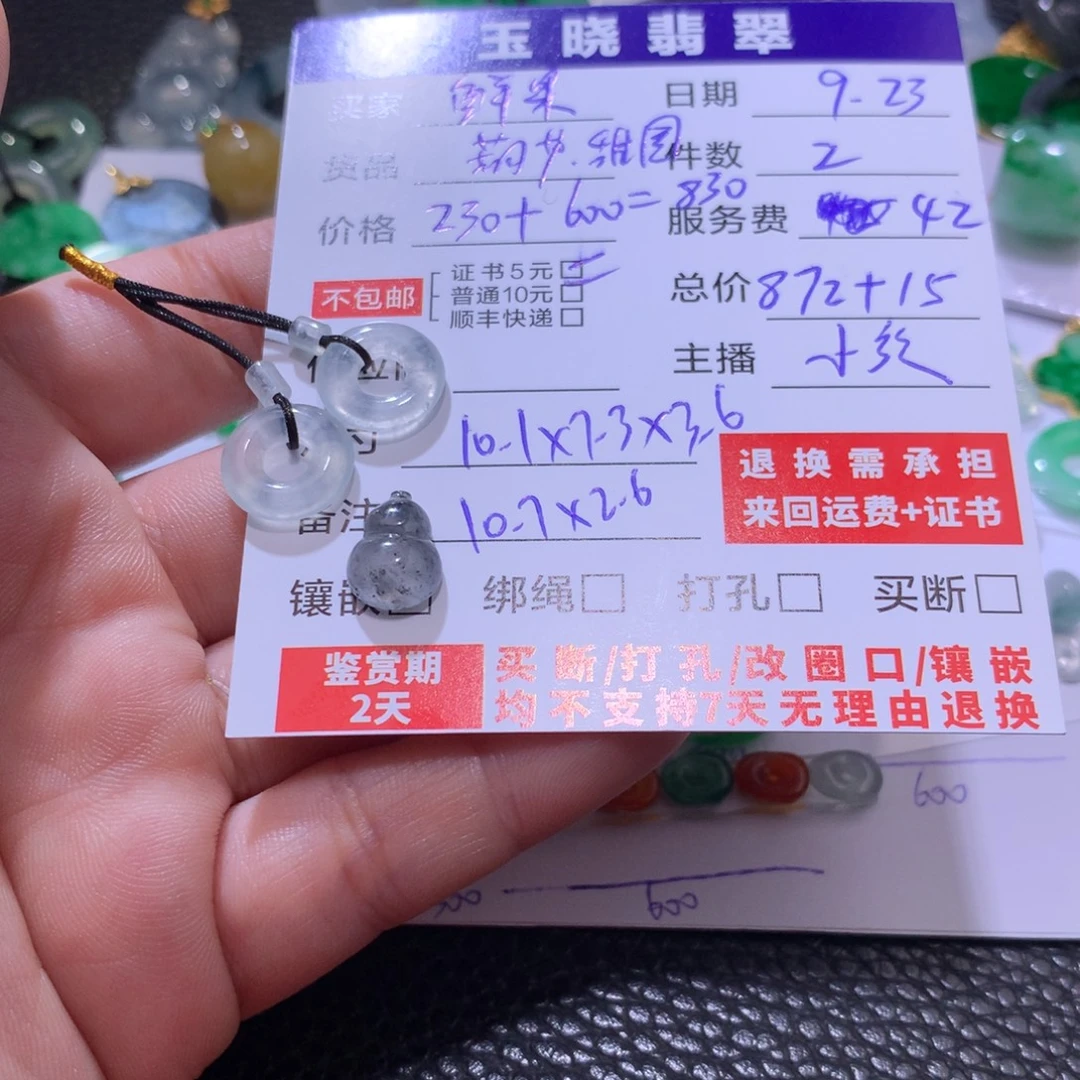 玉晓翡翠
买家 鲜果 日期 9-23
货品 葫芦.甜圆 件数 2
价格 230+600=830 服务费 42
不包邮
证书5元
普通10元
顺丰快递
总价 872+15
主播 小纹
10.1×7.3×3.6
备注 10.7×2.6
退换需承担
来回运费+证书
镶嵌 绑绳 打孔 买断
鉴赏期
2天
买断/打孔/改圈口/镶嵌
均不支持7天无理由退换
600
600